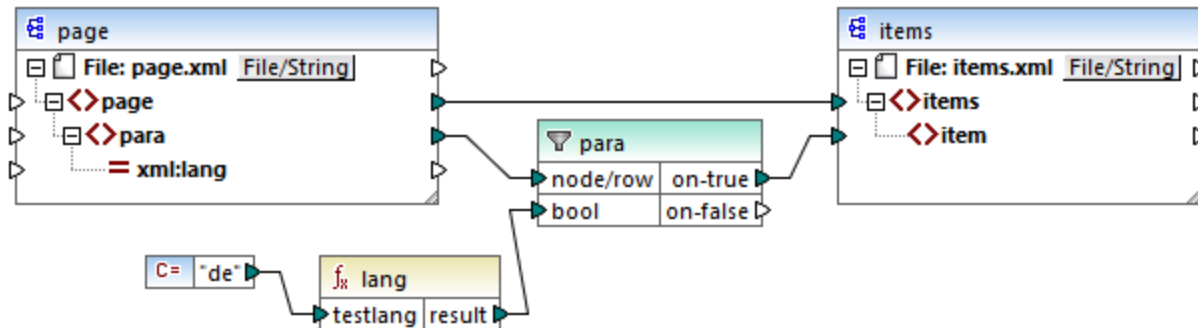 page
File: page.xml File/String
page
para
xml:lang
items
File: items.xml File/String
items
item
para
node/row on-true
bool on-false
C= "de"
fx lang
testlang result